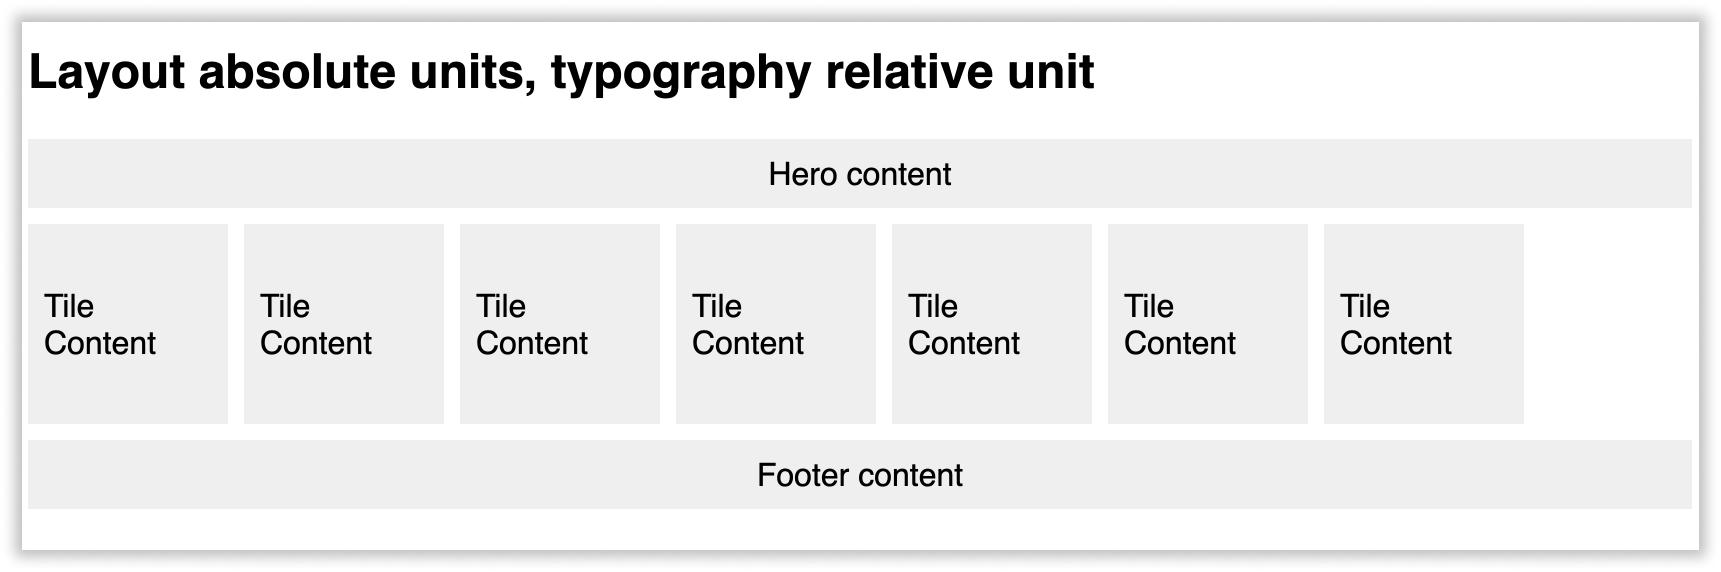 Layout absolute units, typography relative unit
Hero content
Tile
Content
Tile
Content
Tile
Content
Tile
Content
Tile
Content
Tile
Content
Tile
Content
Footer content